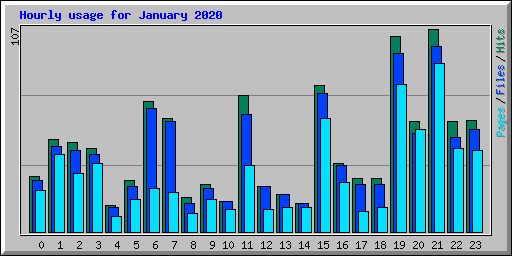 Hourly usage for January 2020
107
Pages/Files/Hits
0 1 2 3 4 5 6 7 8 9 10 11 12 13 14 15 16 17 18 19 20 21 22 23